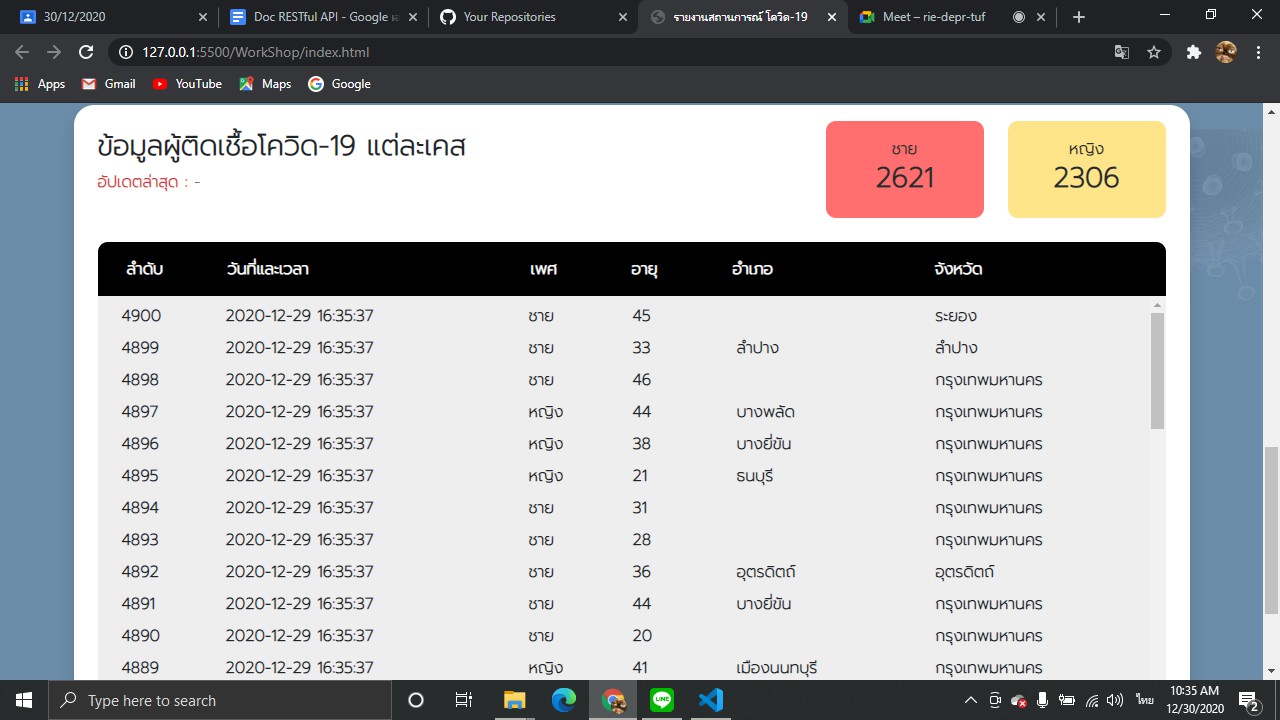 30/12/2020
Doc RESTful API - Google
Your Repositories
รายงานสถานการณ์ โควิด-19
Meet – rie-depr-tuf
127.0.0.1:5500/WorkShop/index.html
Apps Gmail YouTube Maps Google
ข้อมูลผู้ติดเชื้อโควิด-19 แต่ละเคส
อัปเดตล่าสุด : -
ชาย
2621
หญิง
2306
ลำดับ วันที่และเวลา เพศ อายุ อำเภอ จังหวัด
4900 2020-12-29 16:35:37 ชาย 45 ระยอง
4899 2020-12-29 16:35:37 ชาย 33 ลำปาง ลำปาง
4898 2020-12-29 16:35:37 ชาย 46 กรุงเทพมหานคร
4897 2020-12-29 16:35:37 หญิง 44 บางพลัด กรุงเทพมหานคร
4896 2020-12-29 16:35:37 หญิง 38 บางยี่ขัน กรุงเทพมหานคร
4895 2020-12-29 16:35:37 หญิง 21 ธนบุรี กรุงเทพมหานคร
4894 2020-12-29 16:35:37 ชาย 31 กรุงเทพมหานคร
4893 2020-12-29 16:35:37 ชาย 28 กรุงเทพมหานคร
4892 2020-12-29 16:35:37 ชาย 36 อุตรดิตถ์ อุตรดิตถ์
4891 2020-12-29 16:35:37 ชาย 44 บางยี่ขัน กรุงเทพมหานคร
4890 2020-12-29 16:35:37 ชาย 20 กรุงเทพมหานคร
4889 2020-12-29 16:35:37 หญิง 41 เมืองนนทบุรี กรุงเทพมหานคร
Type here to search
LINE
ไทย
10:35 AM
12/30/2020
2